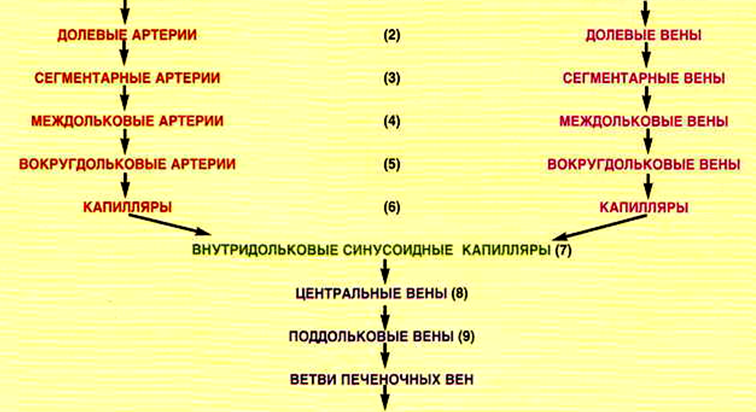 ДОЛЕВЫЕ АРТЕРИИ (2) ДОЛЕВЫЕ ВЕНЫ
СЕГМЕНТАРНЫЕ АРТЕРИИ (3) СЕГМЕНТАРНЫЕ ВЕНЫ
МЕЖДОЛЬКОВЫЕ АРТЕРИИ (4) МЕЖДОЛЬКОВЫЕ ВЕНЫ
ВОКРУГДОЛЬКОВЫЕ АРТЕРИИ (5) ВОКРУГДОЛЬКОВЫЕ ВЕНЫ
КАПИЛЛЯРЫ (6) КАПИЛЛЯРЫ
ВНУТРИДОЛЬКОВЫЕ СИНУСОИДНЫЕ КАПИЛЛЯРЫ (7)
ЦЕНТРАЛЬНЫЕ ВЕНЫ (8)
ПОДДОЛЬКОВЫЕ ВЕНЫ (9)
ВЕТВИ ПЕЧЕНОЧНЫХ ВЕН